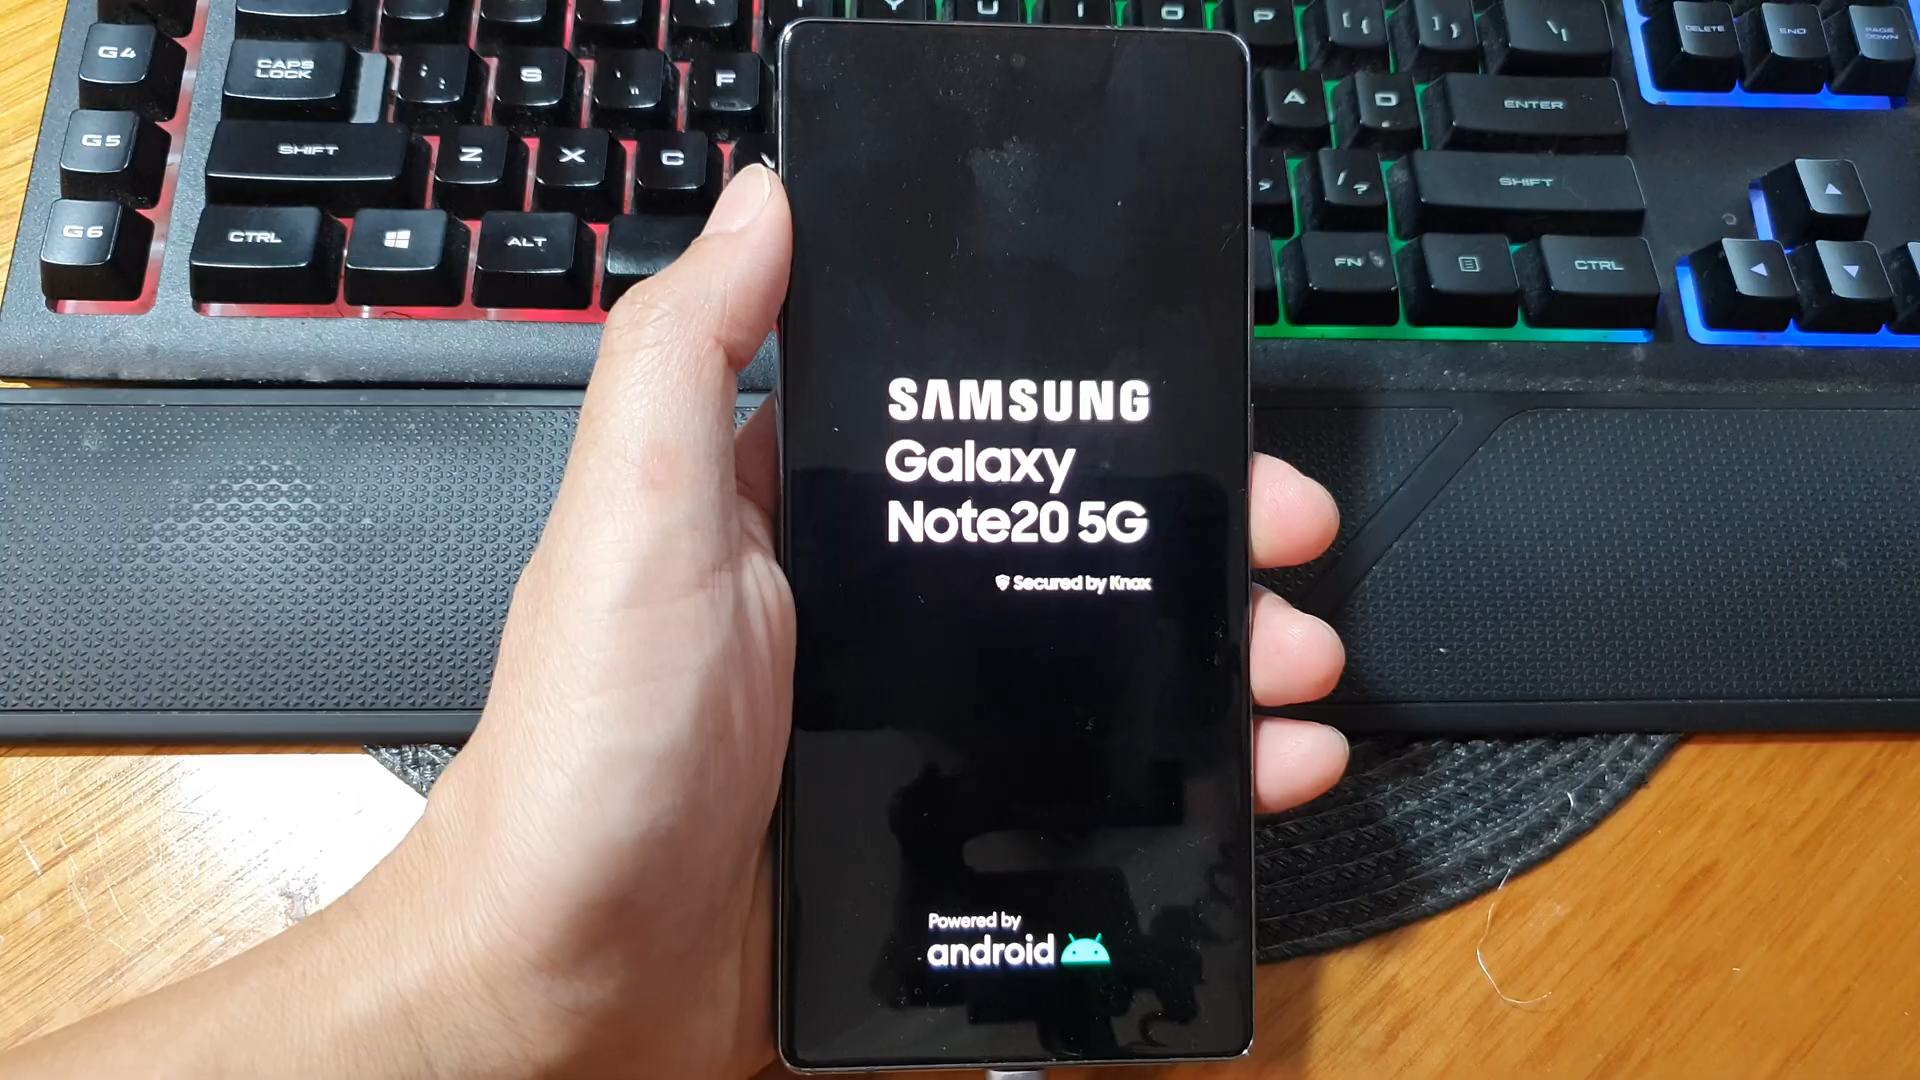 Y U I O P [ { ] } \ |
DELETE END PAGE DOWN
G4 CAPS LOCK S F A D ENTER
G5 SHIFT Z X C / ? SHIFT
G6 CTRL ALT FN CTRL
SAMSUNG
Galaxy
Note20 5G
Secured by Knox
Powered by
android